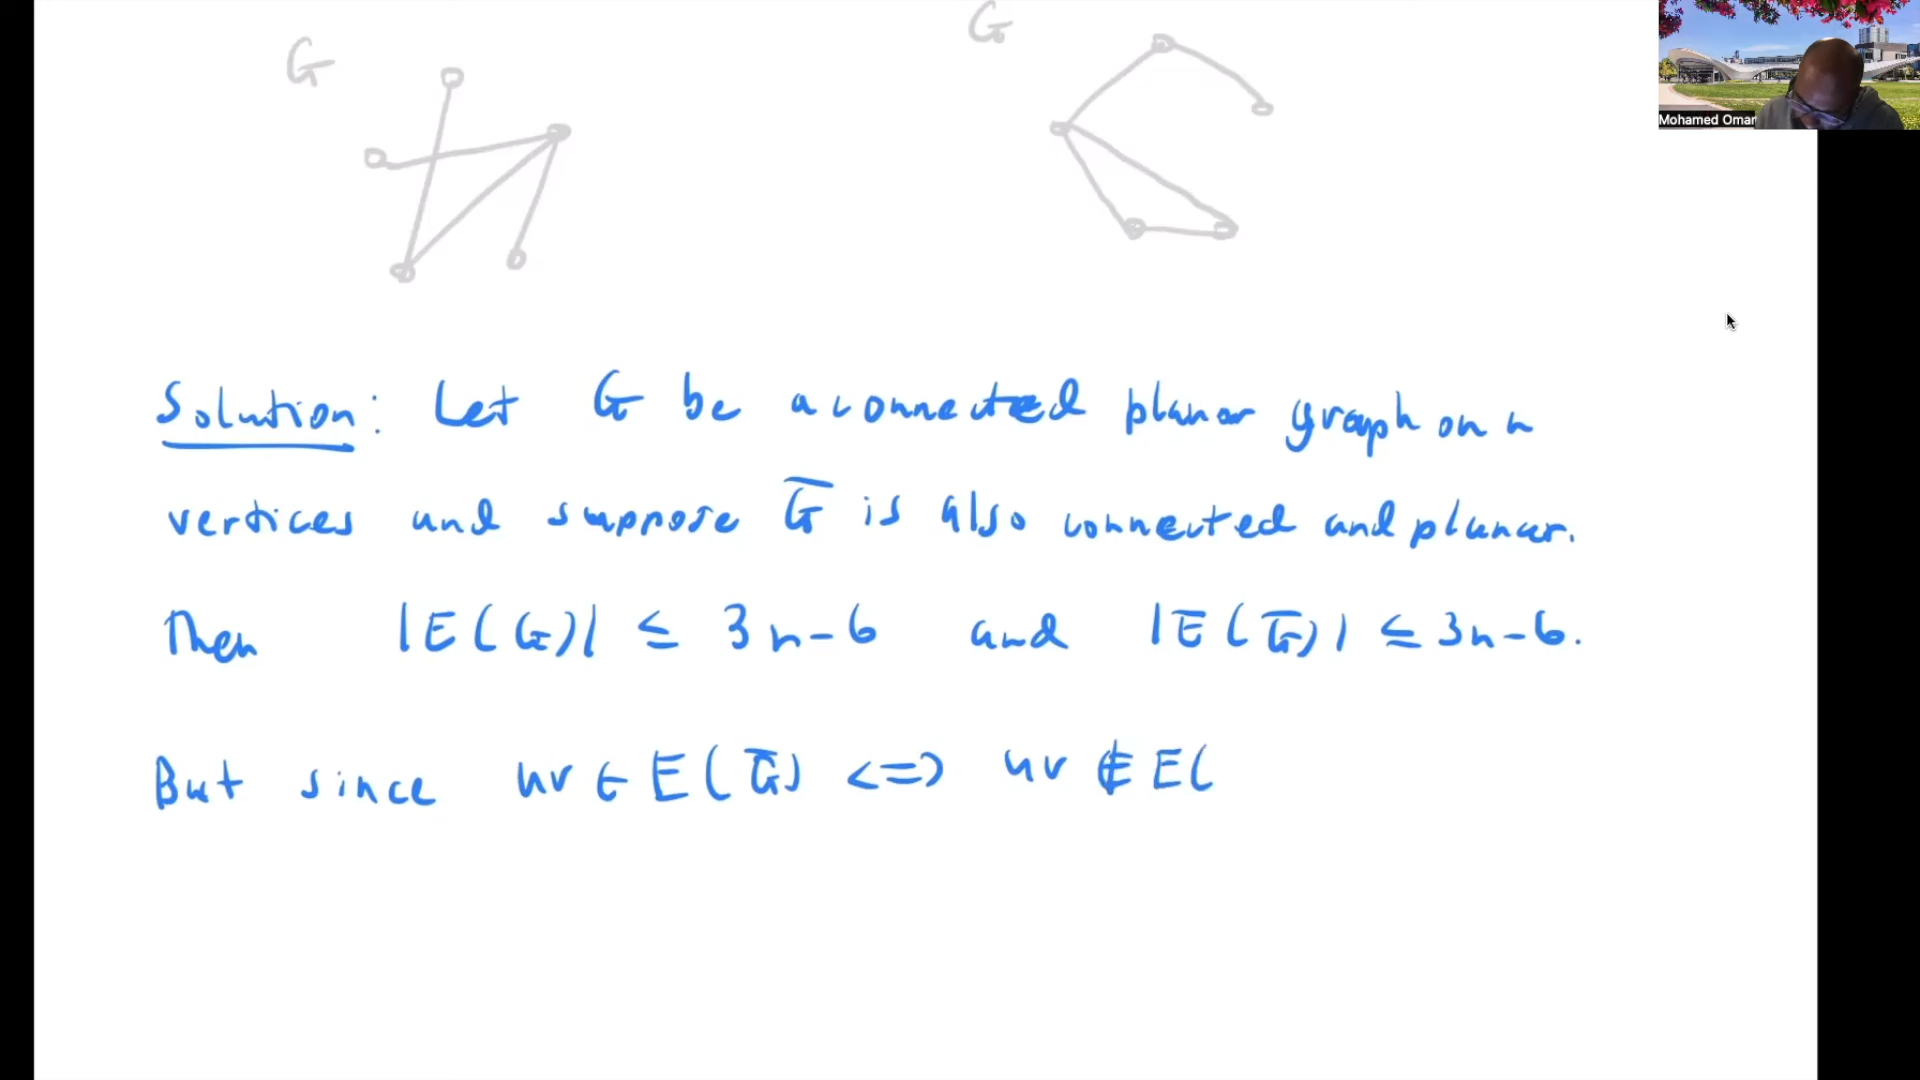 G
G
Mohamed Omar
Solution: Let G be a connected planar graph on n
vertices and suppose G̅ is also connected and planar.
Then |E(G)| ≤ 3n-6 and |E(G̅)| ≤ 3n-6.
But since uv ∈ E(G̅) <=> uv ∉ E(